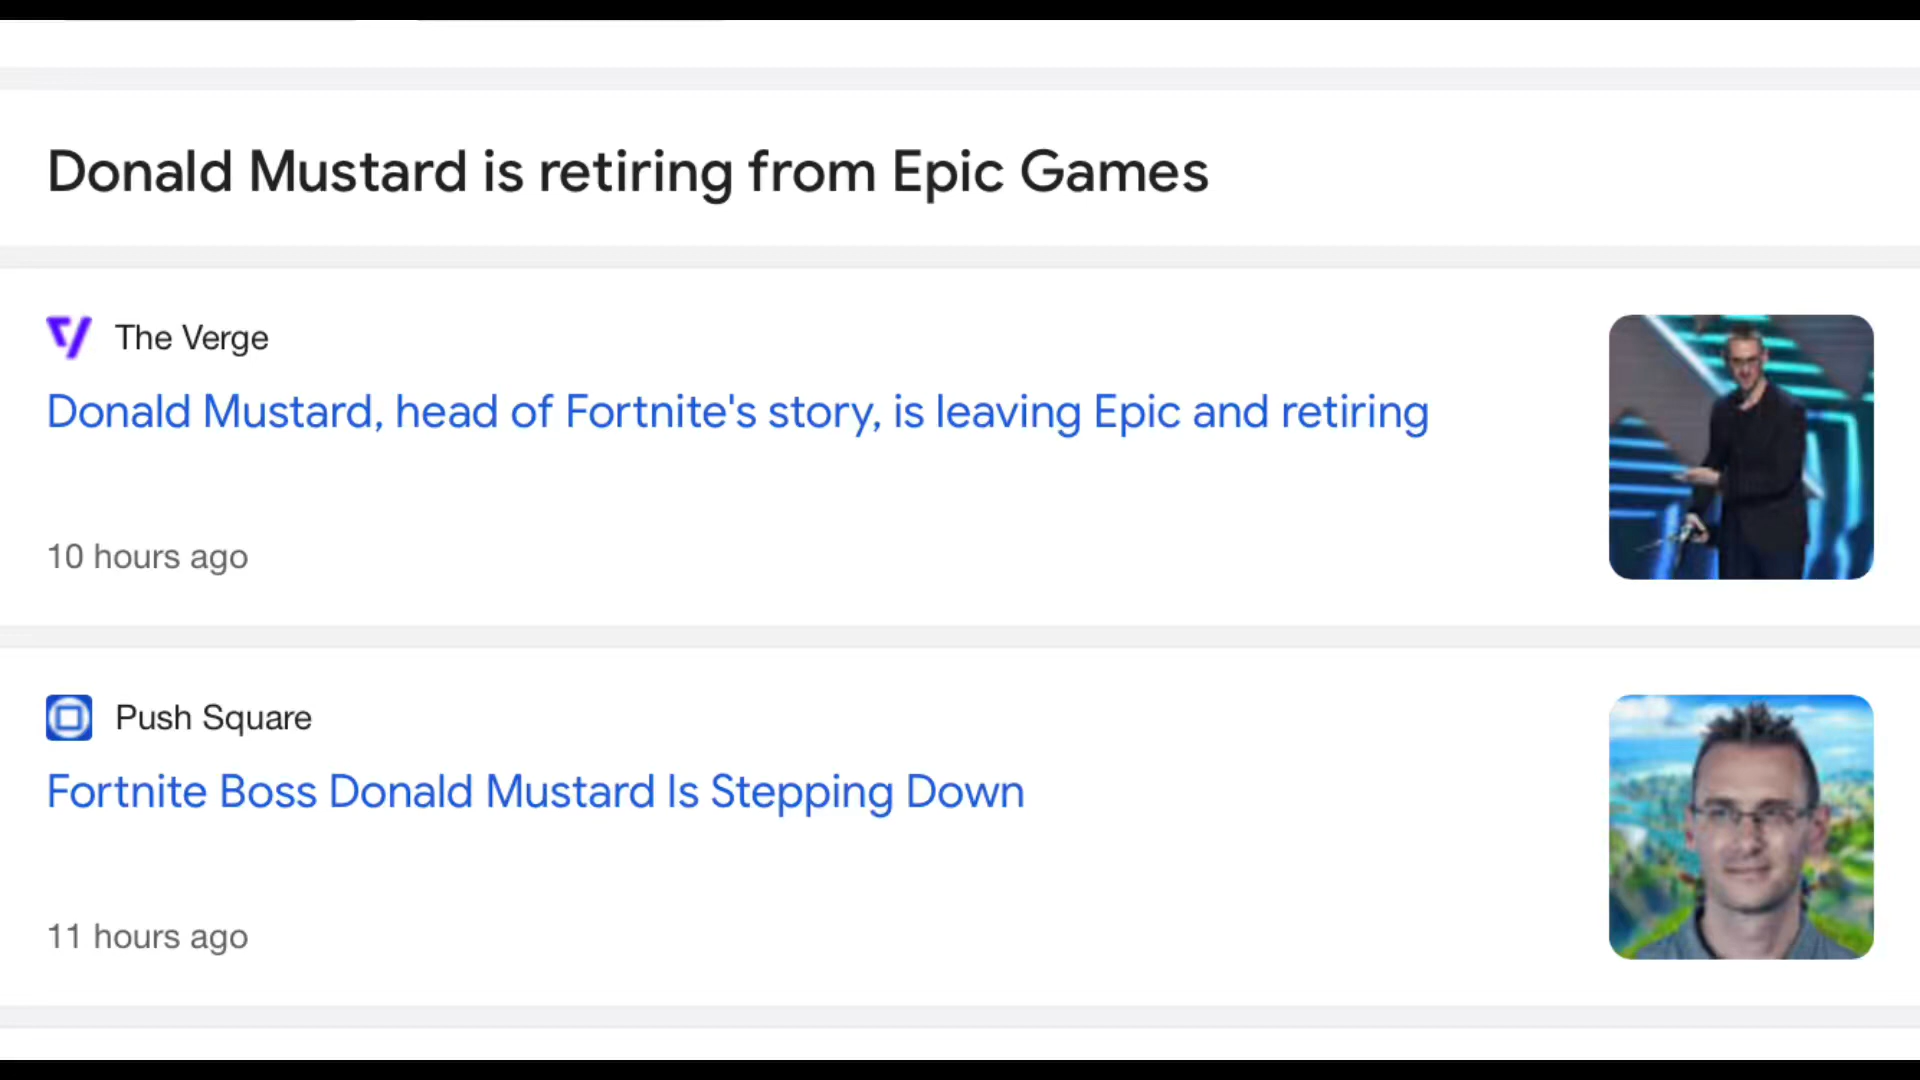 Donald Mustard is retiring from Epic Games
The Verge
Donald Mustard, head of Fortnite's story, is leaving Epic and retiring
10 hours ago
Push Square
Fortnite Boss Donald Mustard Is Stepping Down
11 hours ago